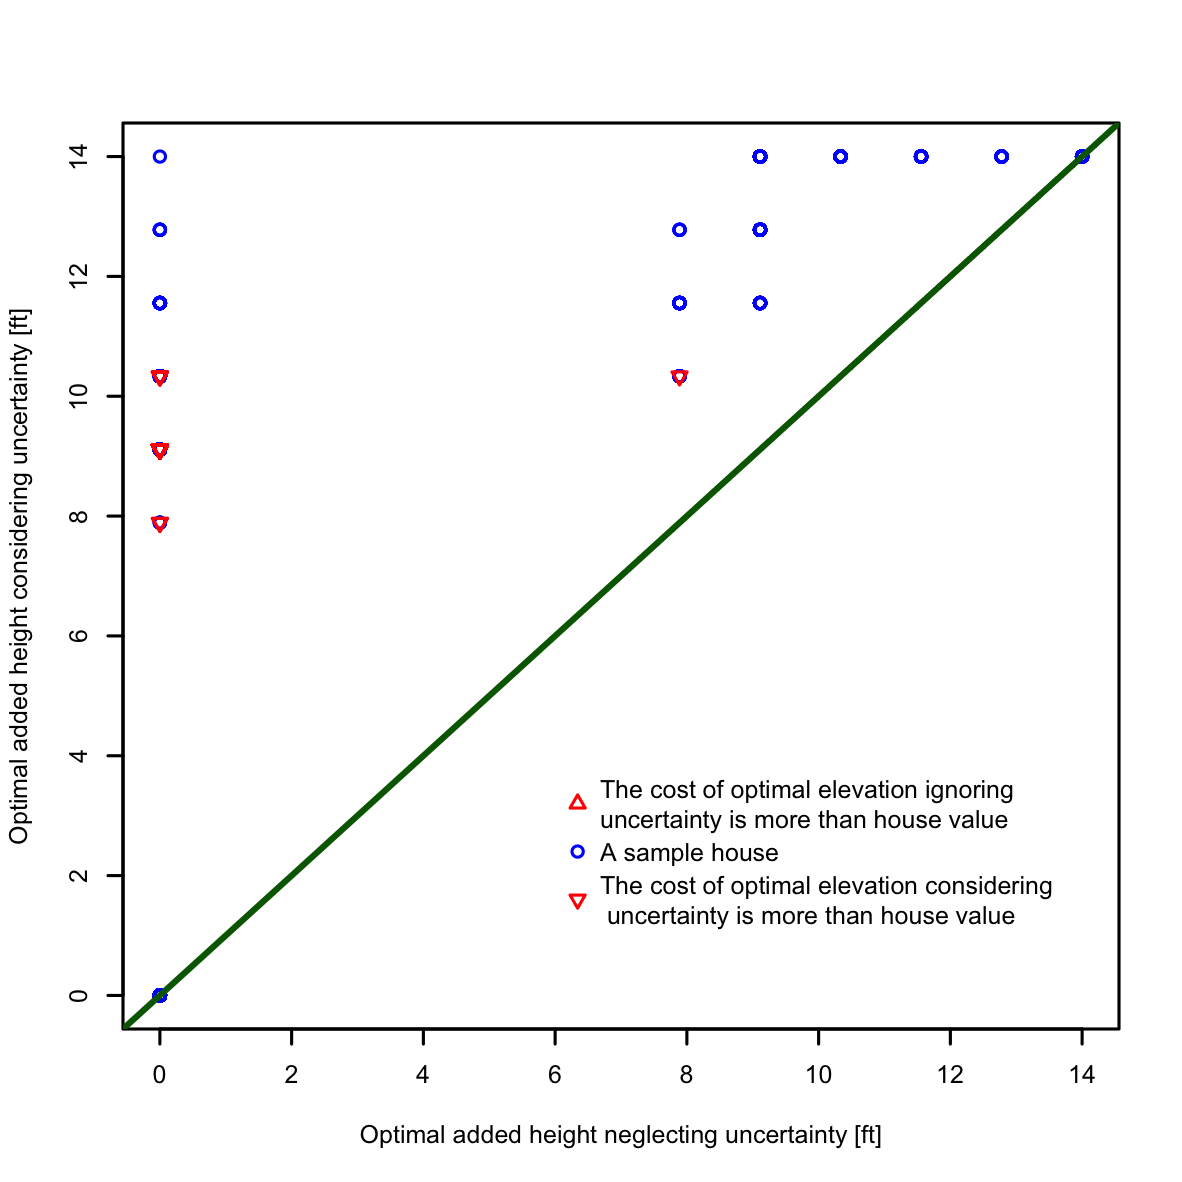 14
12
10
8
6
4
2
0
Optimal added height considering uncertainty [ft]
The cost of optimal elevation ignoring
uncertainty is more than house value
A sample house
The cost of optimal elevation considering
uncertainty is more than house value
0 2 4 6 8 10 12 14
Optimal added height neglecting uncertainty [ft]